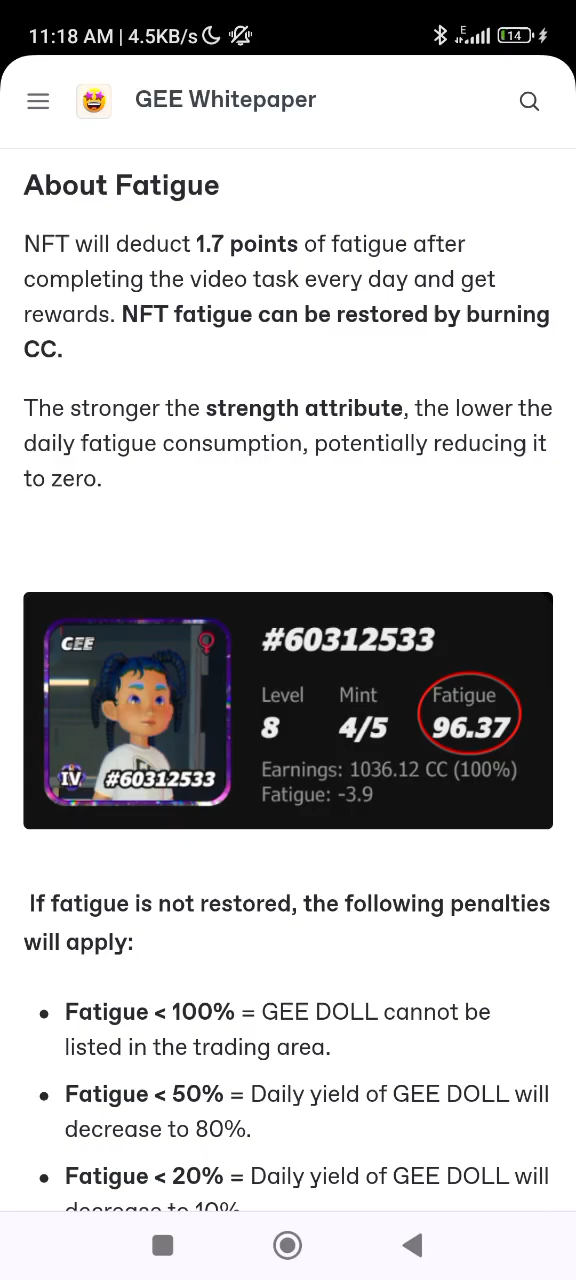 11:18 AM | 4.5KB/s
E
14
GEE Whitepaper
About Fatigue
NFT will deduct 1.7 points of fatigue after
completing the video task every day and get
rewards. NFT fatigue can be restored by burning
CC.
The stronger the strength attribute, the lower the
daily fatigue consumption, potentially reducing it
to zero.
GEE
IV #60312533
#60312533
Level Mint Fatigue
8 4/5 96.37
Earnings: 1036.12 CC (100%)
Fatigue: -3.9
If fatigue is not restored, the following penalties
will apply:
• Fatigue < 100% = GEE DOLL cannot be
listed in the trading area.
• Fatigue < 50% = Daily yield of GEE DOLL will
decrease to 80%.
• Fatigue < 20% = Daily yield of GEE DOLL will
decrease to 10%